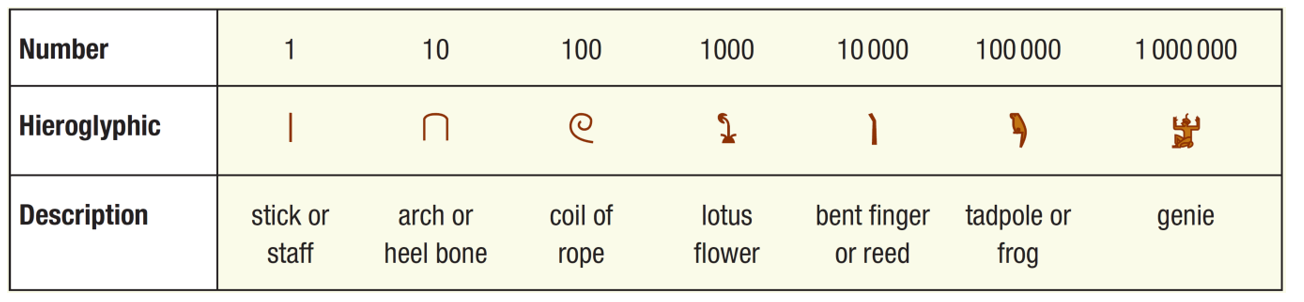 Number 1 10 100 1000 10 000 100 000 1 000 000
Hieroglyphic
Description stick or arch or coil of lotus bent finger tadpole or genie
staff heel bone rope flower or reed frog